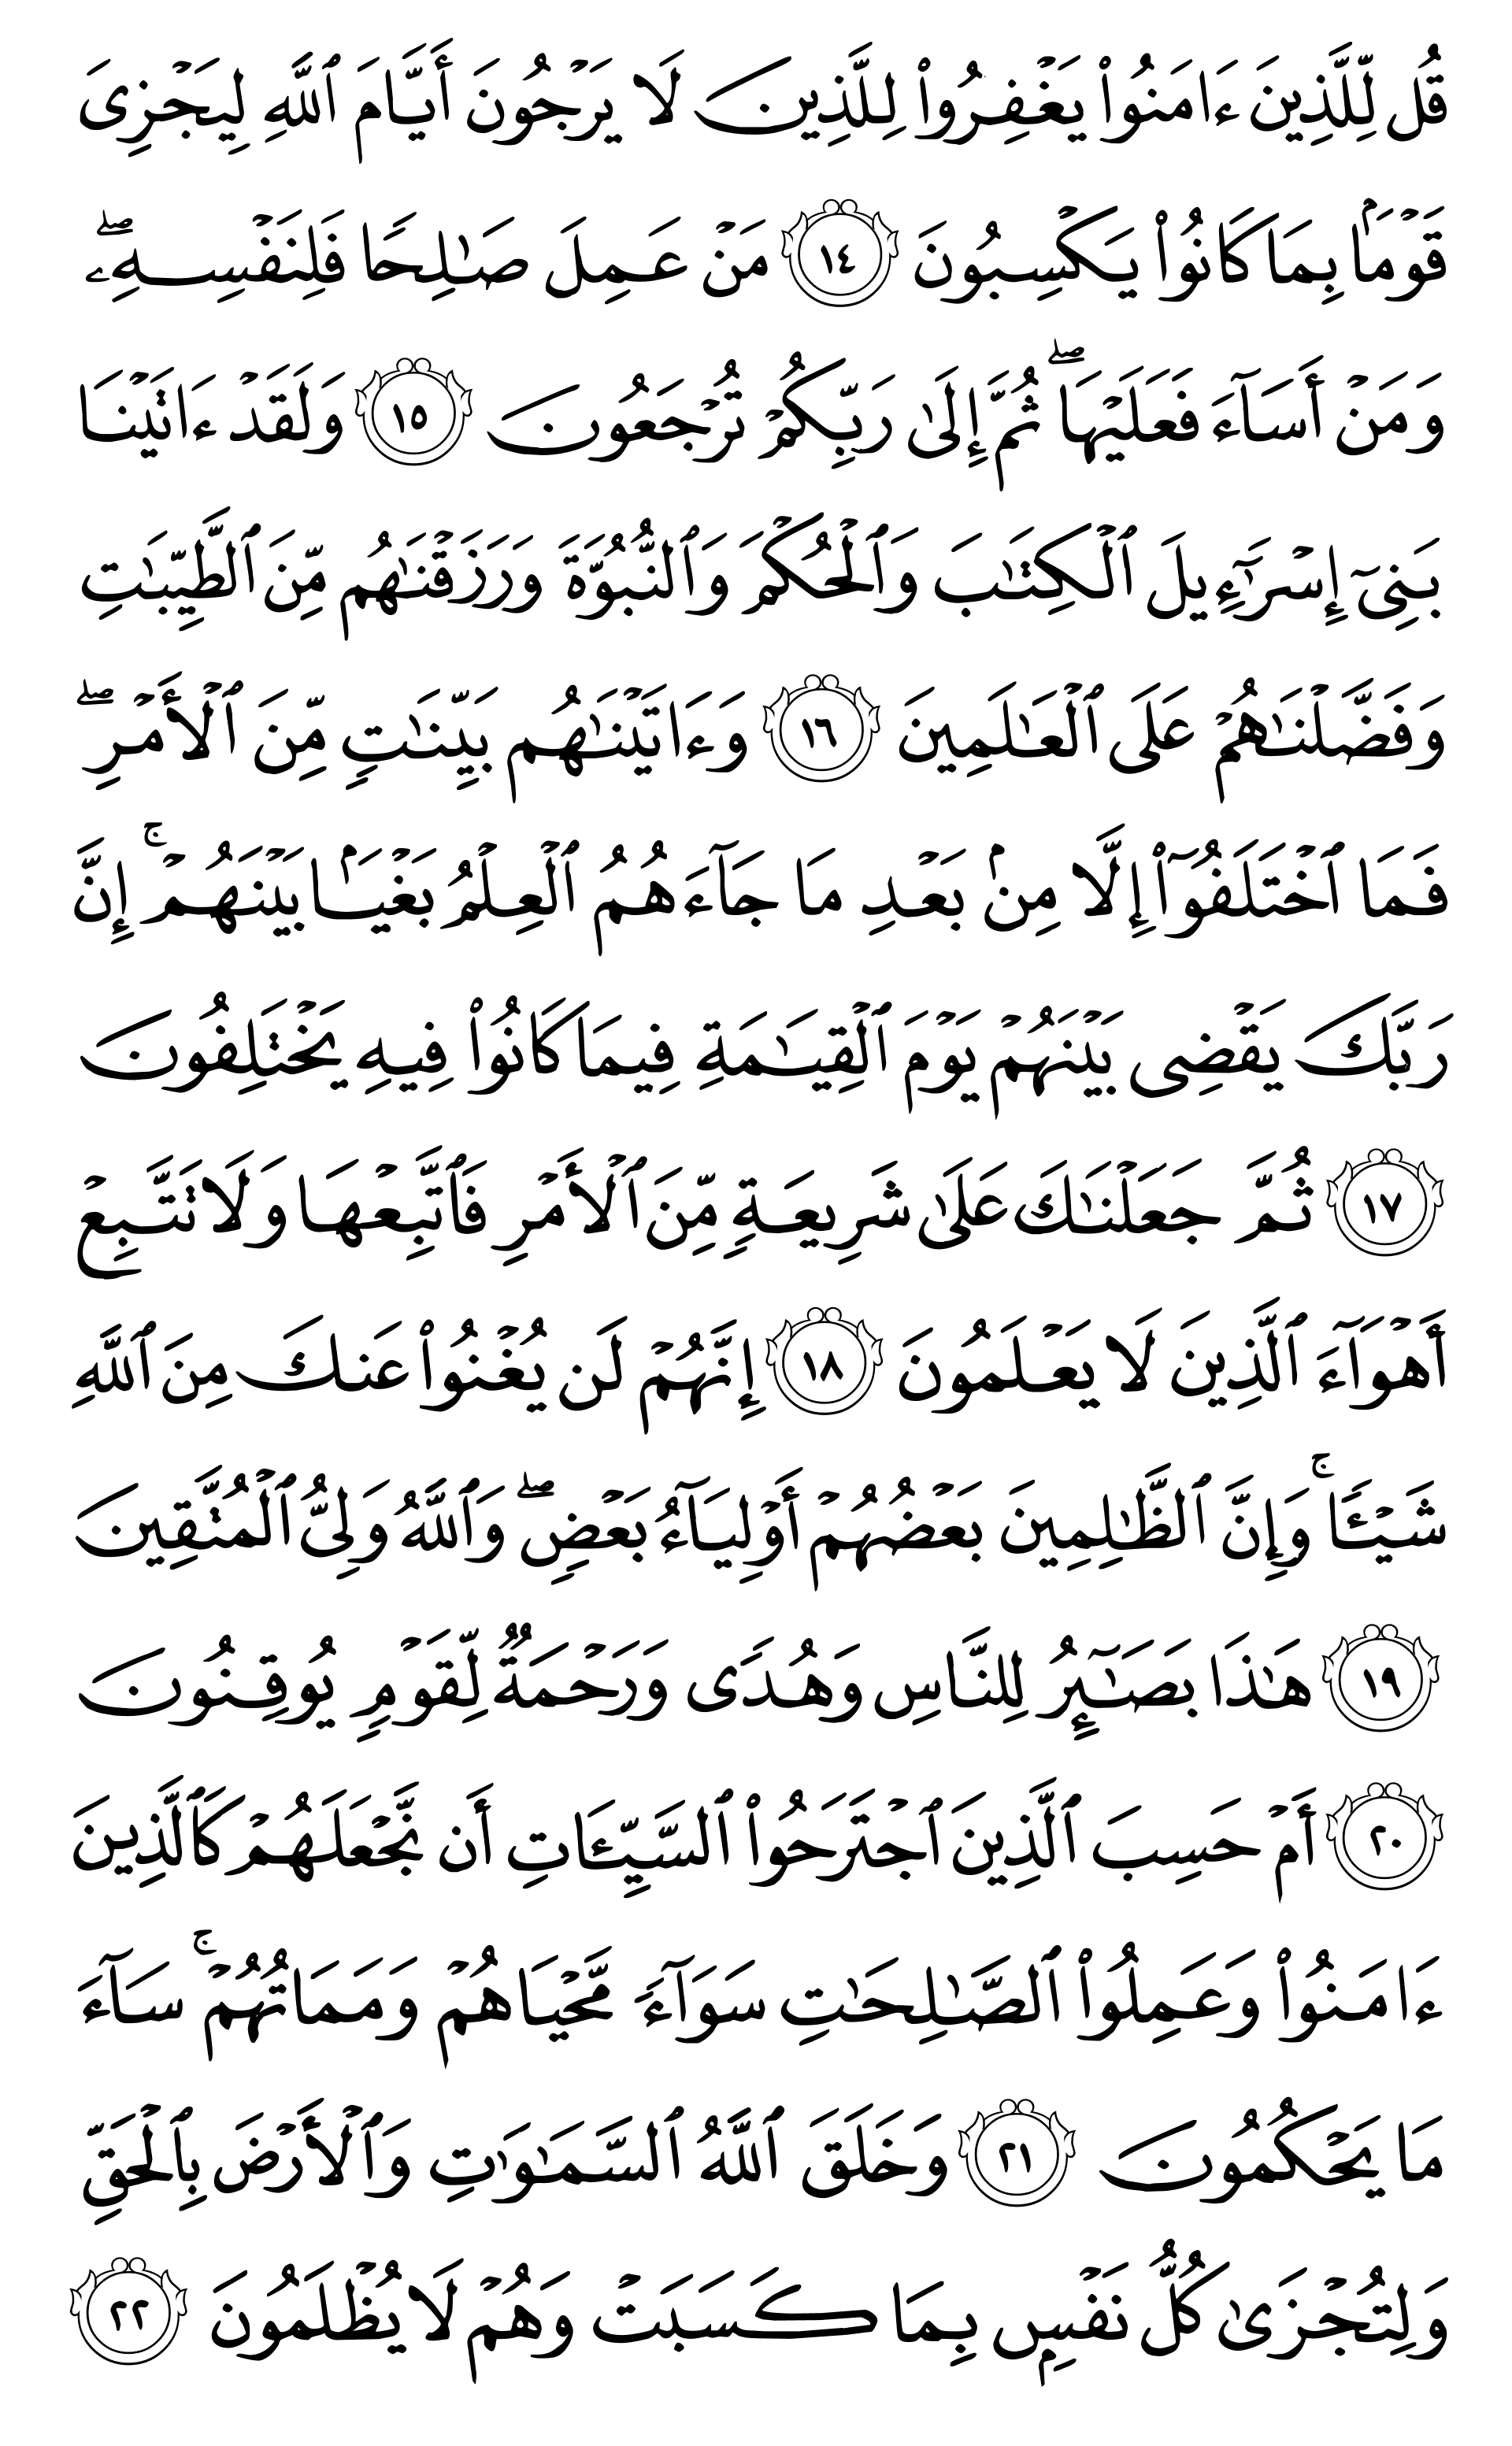 قُل لِّلَّذِينَ ءَامَنُوا۟ يَغْفِرُوا۟ لِلَّذِينَ لَا يَرْجُونَ أَيَّامَ ٱللَّهِ لِيَجْزِىَ
قَوْمًۢا بِمَا كَانُوا۟ يَكْسِبُونَ ١٤ مَنْ عَمِلَ صَـٰلِحًا فَلِنَفْسِهِۦ ۖ
وَمَنْ أَسَآءَ فَعَلَيْهَا ۖ ثُمَّ إِلَىٰ رَبِّكُمْ تُرْجَعُونَ ١٥ وَلَقَدْ ءَاتَيْنَا
بَنِىٓ إِسْرَٰٓءِيلَ ٱلْكِتَـٰبَ وَٱلْحُكْمَ وَٱلنُّبُوَّةَ وَرَزَقْنَـٰهُم مِّنَ ٱلطَّيِّبَـٰتِ
وَفَضَّلْنَـٰهُمْ عَلَى ٱلْعَـٰلَمِينَ ١٦ وَءَاتَيْنَـٰهُم بَيِّنَـٰتٍ مِّنَ ٱلْأَمْرِ ۖ
فَمَا ٱخْتَلَفُوٓا۟ إِلَّا مِنۢ بَعْدِ مَا جَآءَهُمُ ٱلْعِلْمُ بَغْيًۢا بَيْنَهُمْ ۚ إِنَّ
رَبَّكَ يَقْضِى بَيْنَهُمْ يَوْمَ ٱلْقِيَـٰمَةِ فِيمَا كَانُوا۟ فِيهِ يَخْتَلِفُونَ
١٧ ثُمَّ جَعَلْنَـٰكَ عَلَىٰ شَرِيعَةٍ مِّنَ ٱلْأَمْرِ فَٱتَّبِعْهَا وَلَا تَتَّبِعْ
أَهْوَآءَ ٱلَّذِينَ لَا يَعْلَمُونَ ١٨ إِنَّهُمْ لَن يُغْنُوا۟ عَنكَ مِنَ ٱللَّهِ
شَيْـًٔا ۚ وَإِنَّ ٱلظَّـٰلِمِينَ بَعْضُهُمْ أَوْلِيَآءُ بَعْضٍ ۖ وَٱللَّهُ وَلِىُّ ٱلْمُتَّقِينَ
١٩ هَـٰذَا بَصَـٰٓئِرُ لِلنَّاسِ وَهُدًى وَرَحْمَةٌ لِّقَوْمٍ يُوقِنُونَ
٢٠ أَمْ حَسِبَ ٱلَّذِينَ ٱجْتَرَحُوا۟ ٱلسَّيِّـَٔاتِ أَن نَّجْعَلَهُمْ كَٱلَّذِينَ
ءَامَنُوا۟ وَعَمِلُوا۟ ٱلصَّـٰلِحَـٰتِ سَوَآءً مَّحْيَاهُمْ وَمَمَاتُهُمْ ۚ سَآءَ
مَا يَحْكُمُونَ ٢١ وَخَلَقَ ٱللَّهُ ٱلسَّمَـٰوَٰتِ وَٱلْأَرْضَ بِٱلْحَقِّ
وَلِتُجْزَىٰ كُلُّ نَفْسٍۭ بِمَا كَسَبَتْ وَهُمْ لَا يُظْلَمُونَ ٢٢